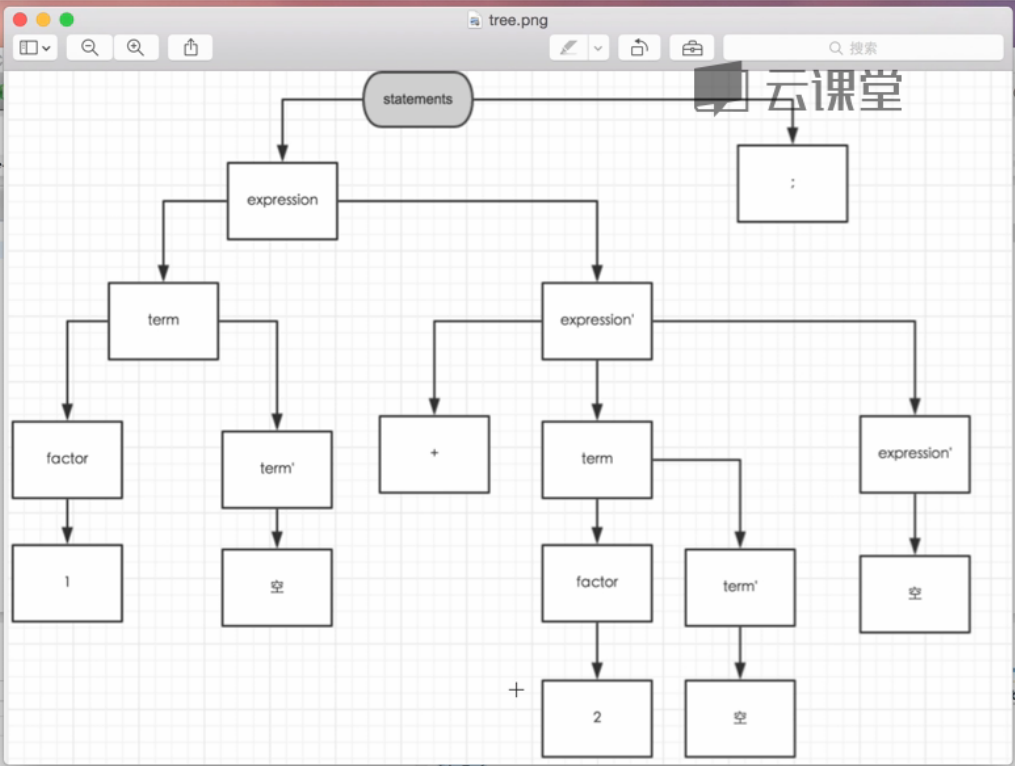 tree.png
搜索
云课堂
statements
;
expression
term
expression'
factor
term'
+
term
expression'
1
空
factor
term'
空
2
空